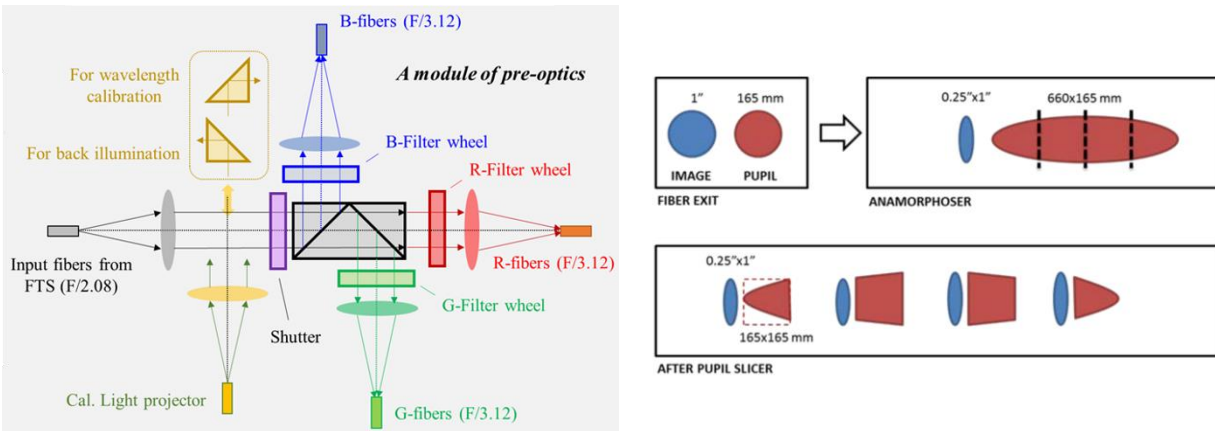 B-fibers (F/3.12)
A module of pre-optics
For wavelength
calibration
For back illumination
B-Filter wheel
R-Filter wheel
Input fibers from
FTS (F/2.08)
R-fibers (F/3.12)
G-Filter wheel
Shutter
Cal. Light projector
G-fibers (F/3.12)
1” 165 mm
IMAGE PUPIL
FIBER EXIT
0.25”x1” 660x165 mm
ANAMORPHOSER
0.25”x1”
165x165 mm
AFTER PUPIL SLICER